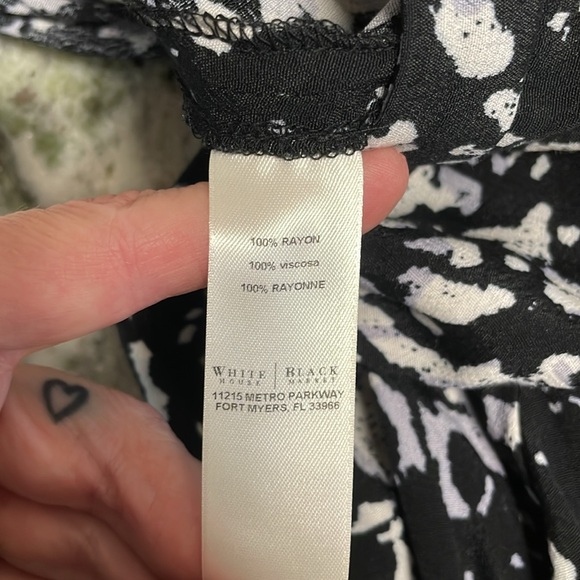 100% RAYON
100% viscosa
100% RAYONNE
WHITE | BLACK
HOUSE | MARKET
11215 METRO PARKWAY
FORT MYERS, FL 33966